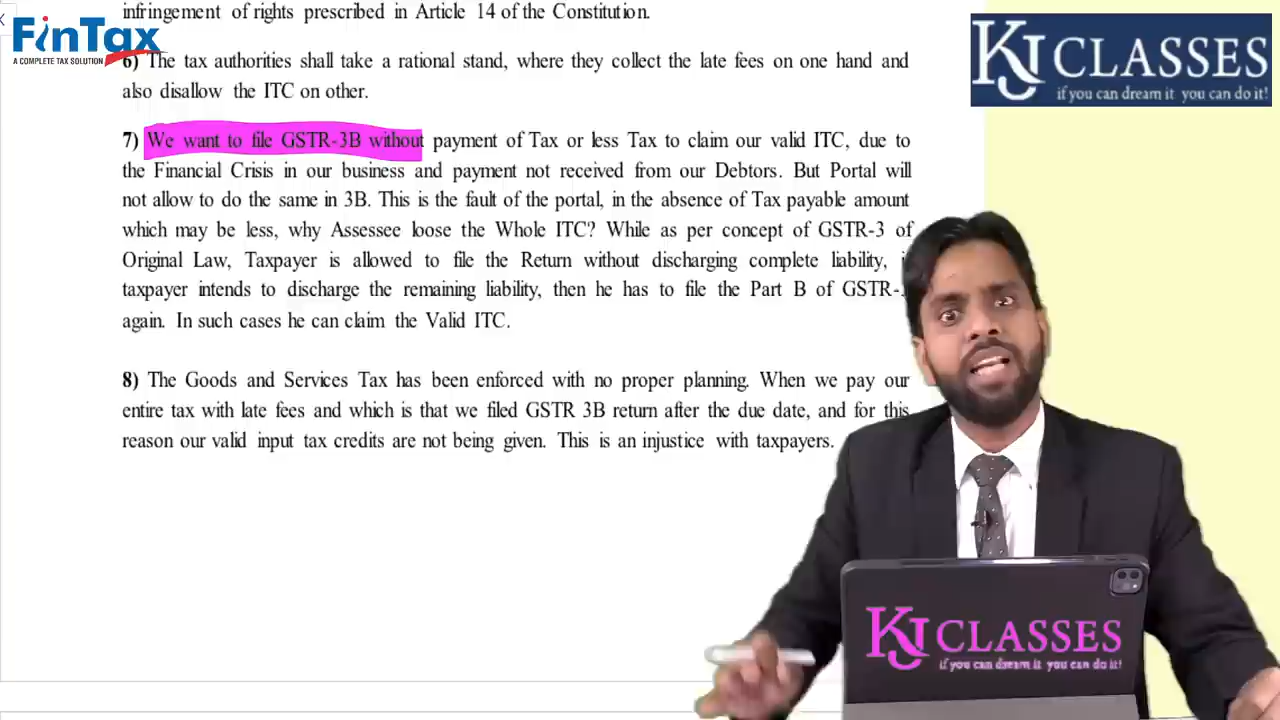 infringement of rights prescribed in Article 14 of the Constitution.
FinTax
A COMPLETE TAX SOLUTION
KJ CLASSES
if you can dream it you can do it!
6) The tax authorities shall take a rational stand, where they collect the late fees on one hand and
also disallow the ITC on other.
7) We want to file GSTR-3B without payment of Tax or less Tax to claim our valid ITC, due to
the Financial Crisis in our business and payment not received from our Debtors. But Portal will
not allow to do the same in 3B. This is the fault of the portal, in the absence of Tax payable amount
which may be less, why Assessee loose the Whole ITC? While as per concept of GSTR-3 of
Original Law, Taxpayer is allowed to file the Return without discharging complete liability,
taxpayer intends to discharge the remaining liability, then he has to file the Part B of GSTR-
again. In such cases he can claim the Valid ITC.
8) The Goods and Services Tax has been enforced with no proper planning. When we pay our
entire tax with late fees and which is that we filed GSTR 3B return after the due date, and for this
reason our valid input tax credits are not being given. This is an injustice with taxpayers.
KJ CLASSES
if you can dream it you can do it!